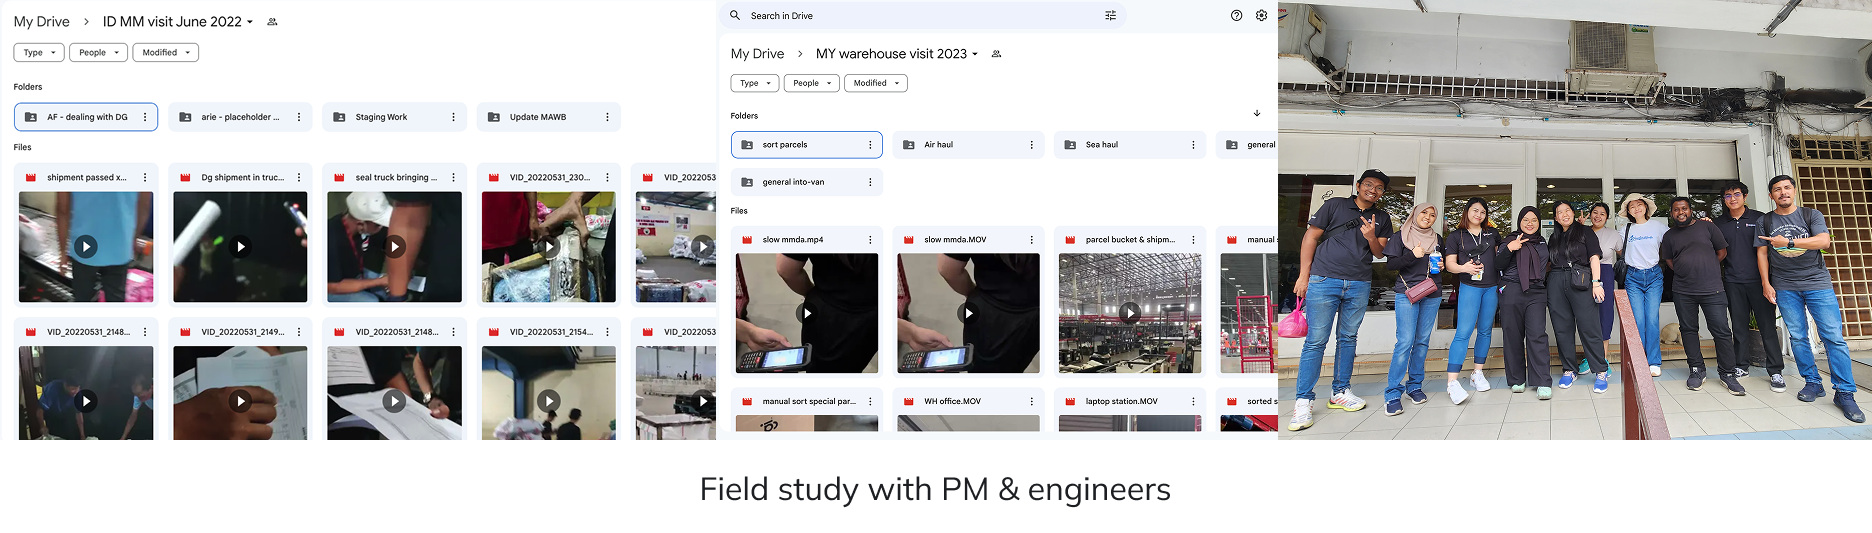 My Drive > ID MM visit June 2022
Type People Modified
Folders
AF - dealing with DG
arie - placeholder ...
Staging Work
Update MAWB
Files
shipment passed x...
Dg shipment in truc...
seal truck bringing ...
VID_20220531_230...
VID_202205
VID_20220531_2148...
VID_20220531_2149...
VID_20220531_2148...
VID_20220531_2154...
VID_202205
Search in Drive
My Drive > MY warehouse visit 2023
Type People Modified
Folders
sort parcels
Air haul
Sea haul
general
general into-van
Files
slow mmda.mp4
slow mmda.MOV
parcel bucket & shipm...
manual s
manual sort special par...
WH office.MOV
laptop station.MOV
sorted s
Field study with PM & engineers